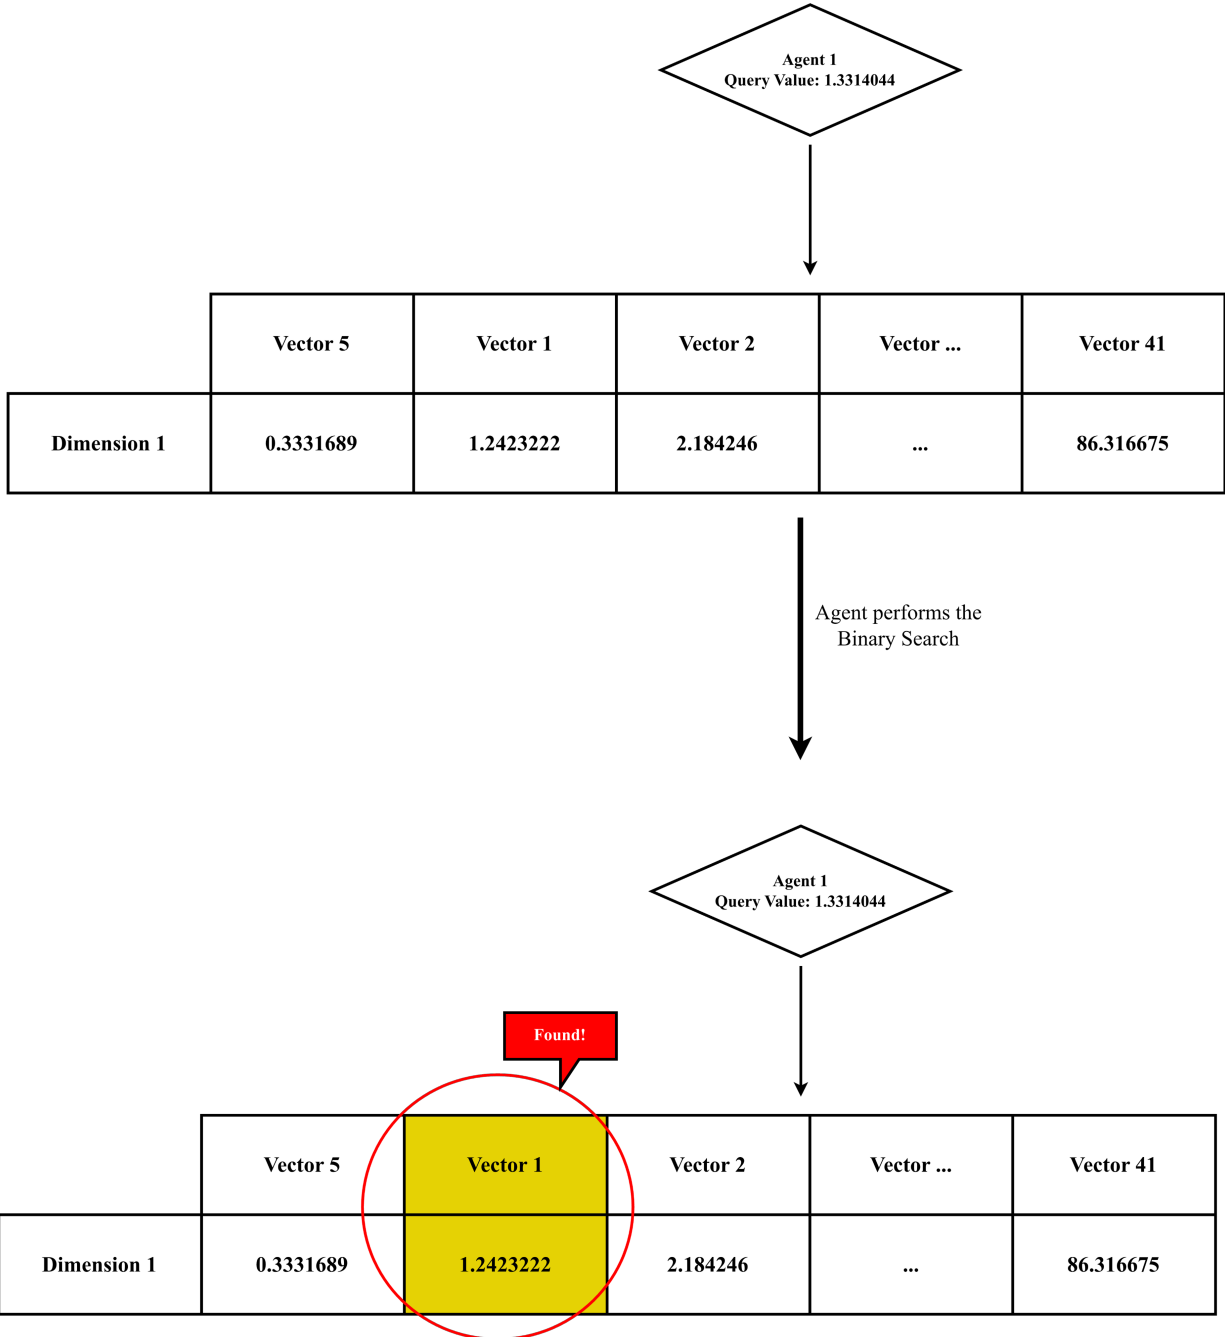 Agent 1
Query Value: 1.3314044
Vector 5 Vector 1 Vector 2 Vector ... Vector 41
Dimension 1 0.3331689 1.2423222 2.184246 ... 86.316675
Agent performs the
Binary Search
Agent 1
Query Value: 1.3314044
Found!
Vector 5 Vector 1 Vector 2 Vector ... Vector 41
Dimension 1 0.3331689 1.2423222 2.184246 ... 86.316675